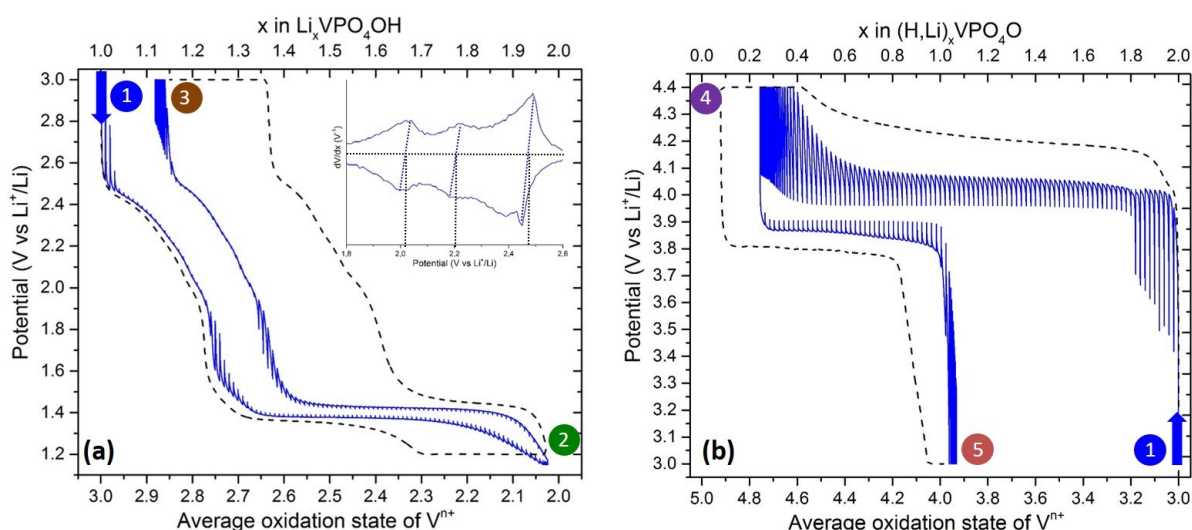 x in LiₓVPO₄OH
1.0 1.1 1.2 1.3 1.4 1.5 1.6 1.7 1.8 1.9 2.0
3.0
2.8
2.6
2.4
2.2
2.0
1.8
1.6
1.4
1.2
Potential (V vs Li⁺/Li)
1
3
2
dV/dx (V⁻¹)
1,8 2,0 2,2 2,4 2,6
Potential (V vs Li⁺/Li)
(a)
3.0 2.9 2.8 2.7 2.6 2.5 2.4 2.3 2.2 2.1 2.0
Average oxidation state of Vⁿ⁺
x in (H,Li)ₓVPO₄O
0.0 0.2 0.4 0.6 0.8 1.0 1.2 1.4 1.6 1.8 2.0
4.4
4.3
4.2
4.1
4.0
3.9
3.8
3.7
3.6
3.5
3.4
3.3
3.2
3.1
3.0
Potential (V vs Li⁺/Li)
4
5
1
(b)
5.0 4.8 4.6 4.4 4.2 4.0 3.8 3.6 3.4 3.2 3.0
Average oxidation state of Vⁿ⁺